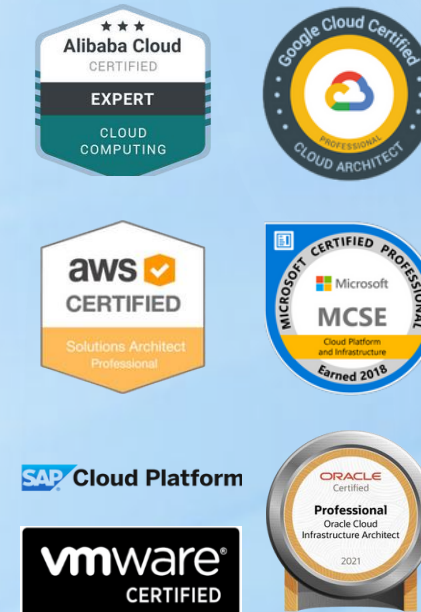 Alibaba Cloud
CERTIFIED
EXPERT
CLOUD
COMPUTING
Google Cloud Certified
PROFESSIONAL
CLOUD ARCHITECT
aws
CERTIFIED
Solutions Architect
Professional
MICROSOFT CERTIFIED PROFESSIONAL
Microsoft
MCSE
Cloud Platform
and Infrastructure
Earned 2018
SAP Cloud Platform
vmware®
CERTIFIED
ORACLE
Certified
Professional
Oracle Cloud
Infrastructure Architect
2021